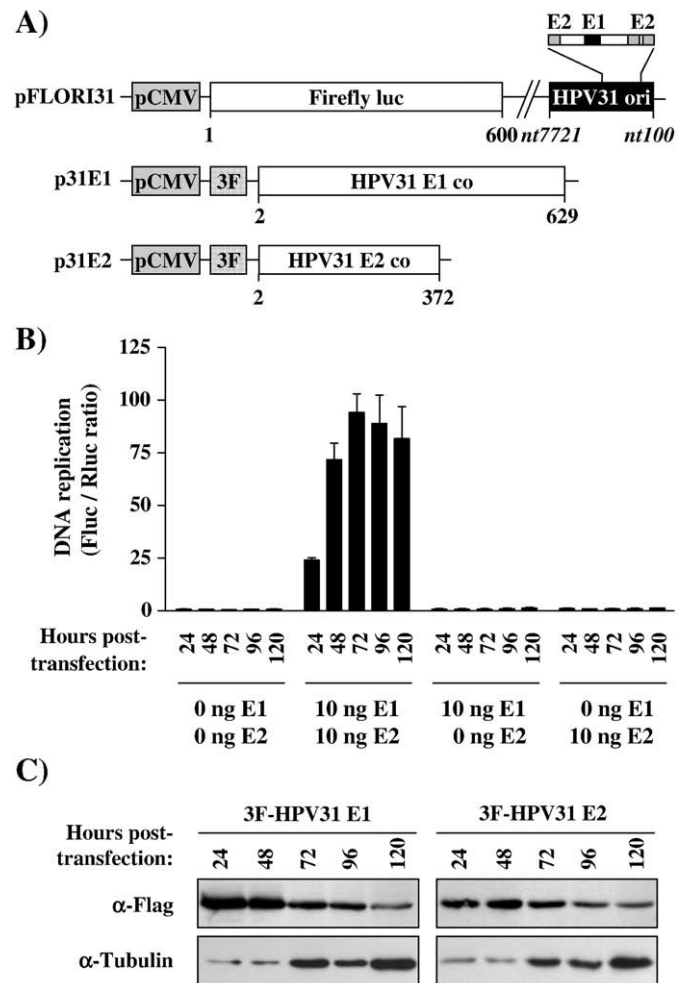 A)
E2 E1 E2
pFLORI31 pCMV Firefly luc HPV31 ori
1 600 nt7721 nt100
p31E1 pCMV 3F HPV31 E1 co
2 629
p31E2 pCMV 3F HPV31 E2 co
2 372
B)
DNA replication
(Fluc / Rluc ratio)
125
100
75
50
25
0
Hours post-
transfection:
24 48 72 96 120 24 48 72 96 120 24 48 72 96 120 24 48 72 96 120
0 ng E1 10 ng E1 10 ng E1 0 ng E1
0 ng E2 10 ng E2 0 ng E2 10 ng E2
C)
3F-HPV31 E1 3F-HPV31 E2
Hours post-
transfection:
24 48 72 96 120 24 48 72 96 120
α-Flag
α-Tubulin